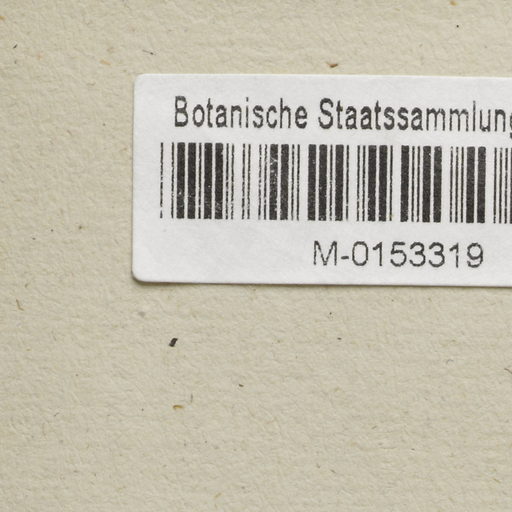 Botanische Staatssammlung
M-0153319